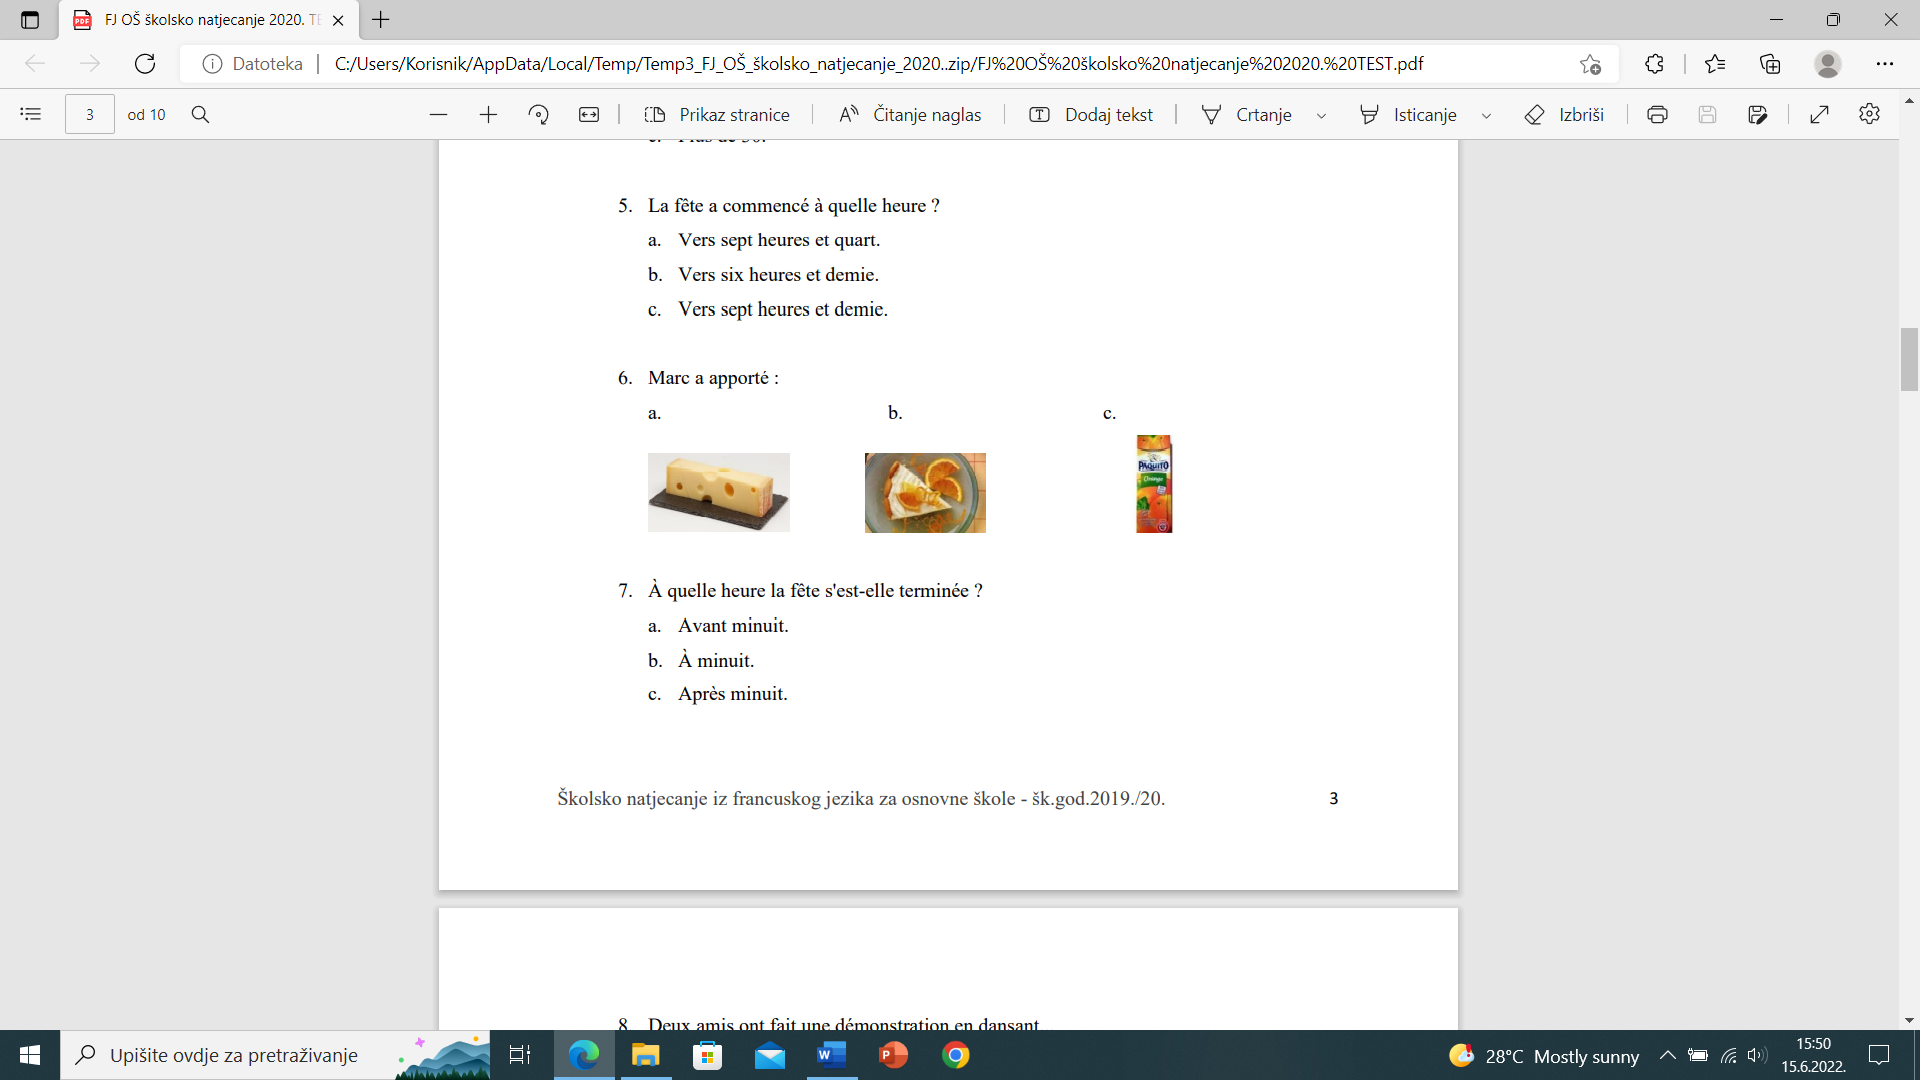 FJ OŠ školsko natjecanje 2020. TE
Datoteka
C:/Users/Korisnik/AppData/Local/Temp/Temp3_FJ_OŠ_školsko_natjecanje_2020..zip/FJ%20OŠ%20školsko%20natjecanje%202020.%20TEST.pdf
3 od 10 Prikaz stranice Čitanje naglas Dodaj tekst Crtanje Isticanje Izbriši
5. La fête a commencé à quelle heure ?
a. Vers sept heures et quart.
b. Vers six heures et demie.
c. Vers sept heures et demie.
6. Marc a apporté :
a. b. c.
PAQUITO
Orange
7. À quelle heure la fête s'est-elle terminée ?
a. Avant minuit.
b. À minuit.
c. Après minuit.
Školsko natjecanje iz francuskog jezika za osnovne škole - šk.god.2019./20. 3
8. Deux amis ont fait une démonstration en dansant
Upišite ovdje za pretraživanje
28°C Mostly sunny
15:50
15.6.2022.